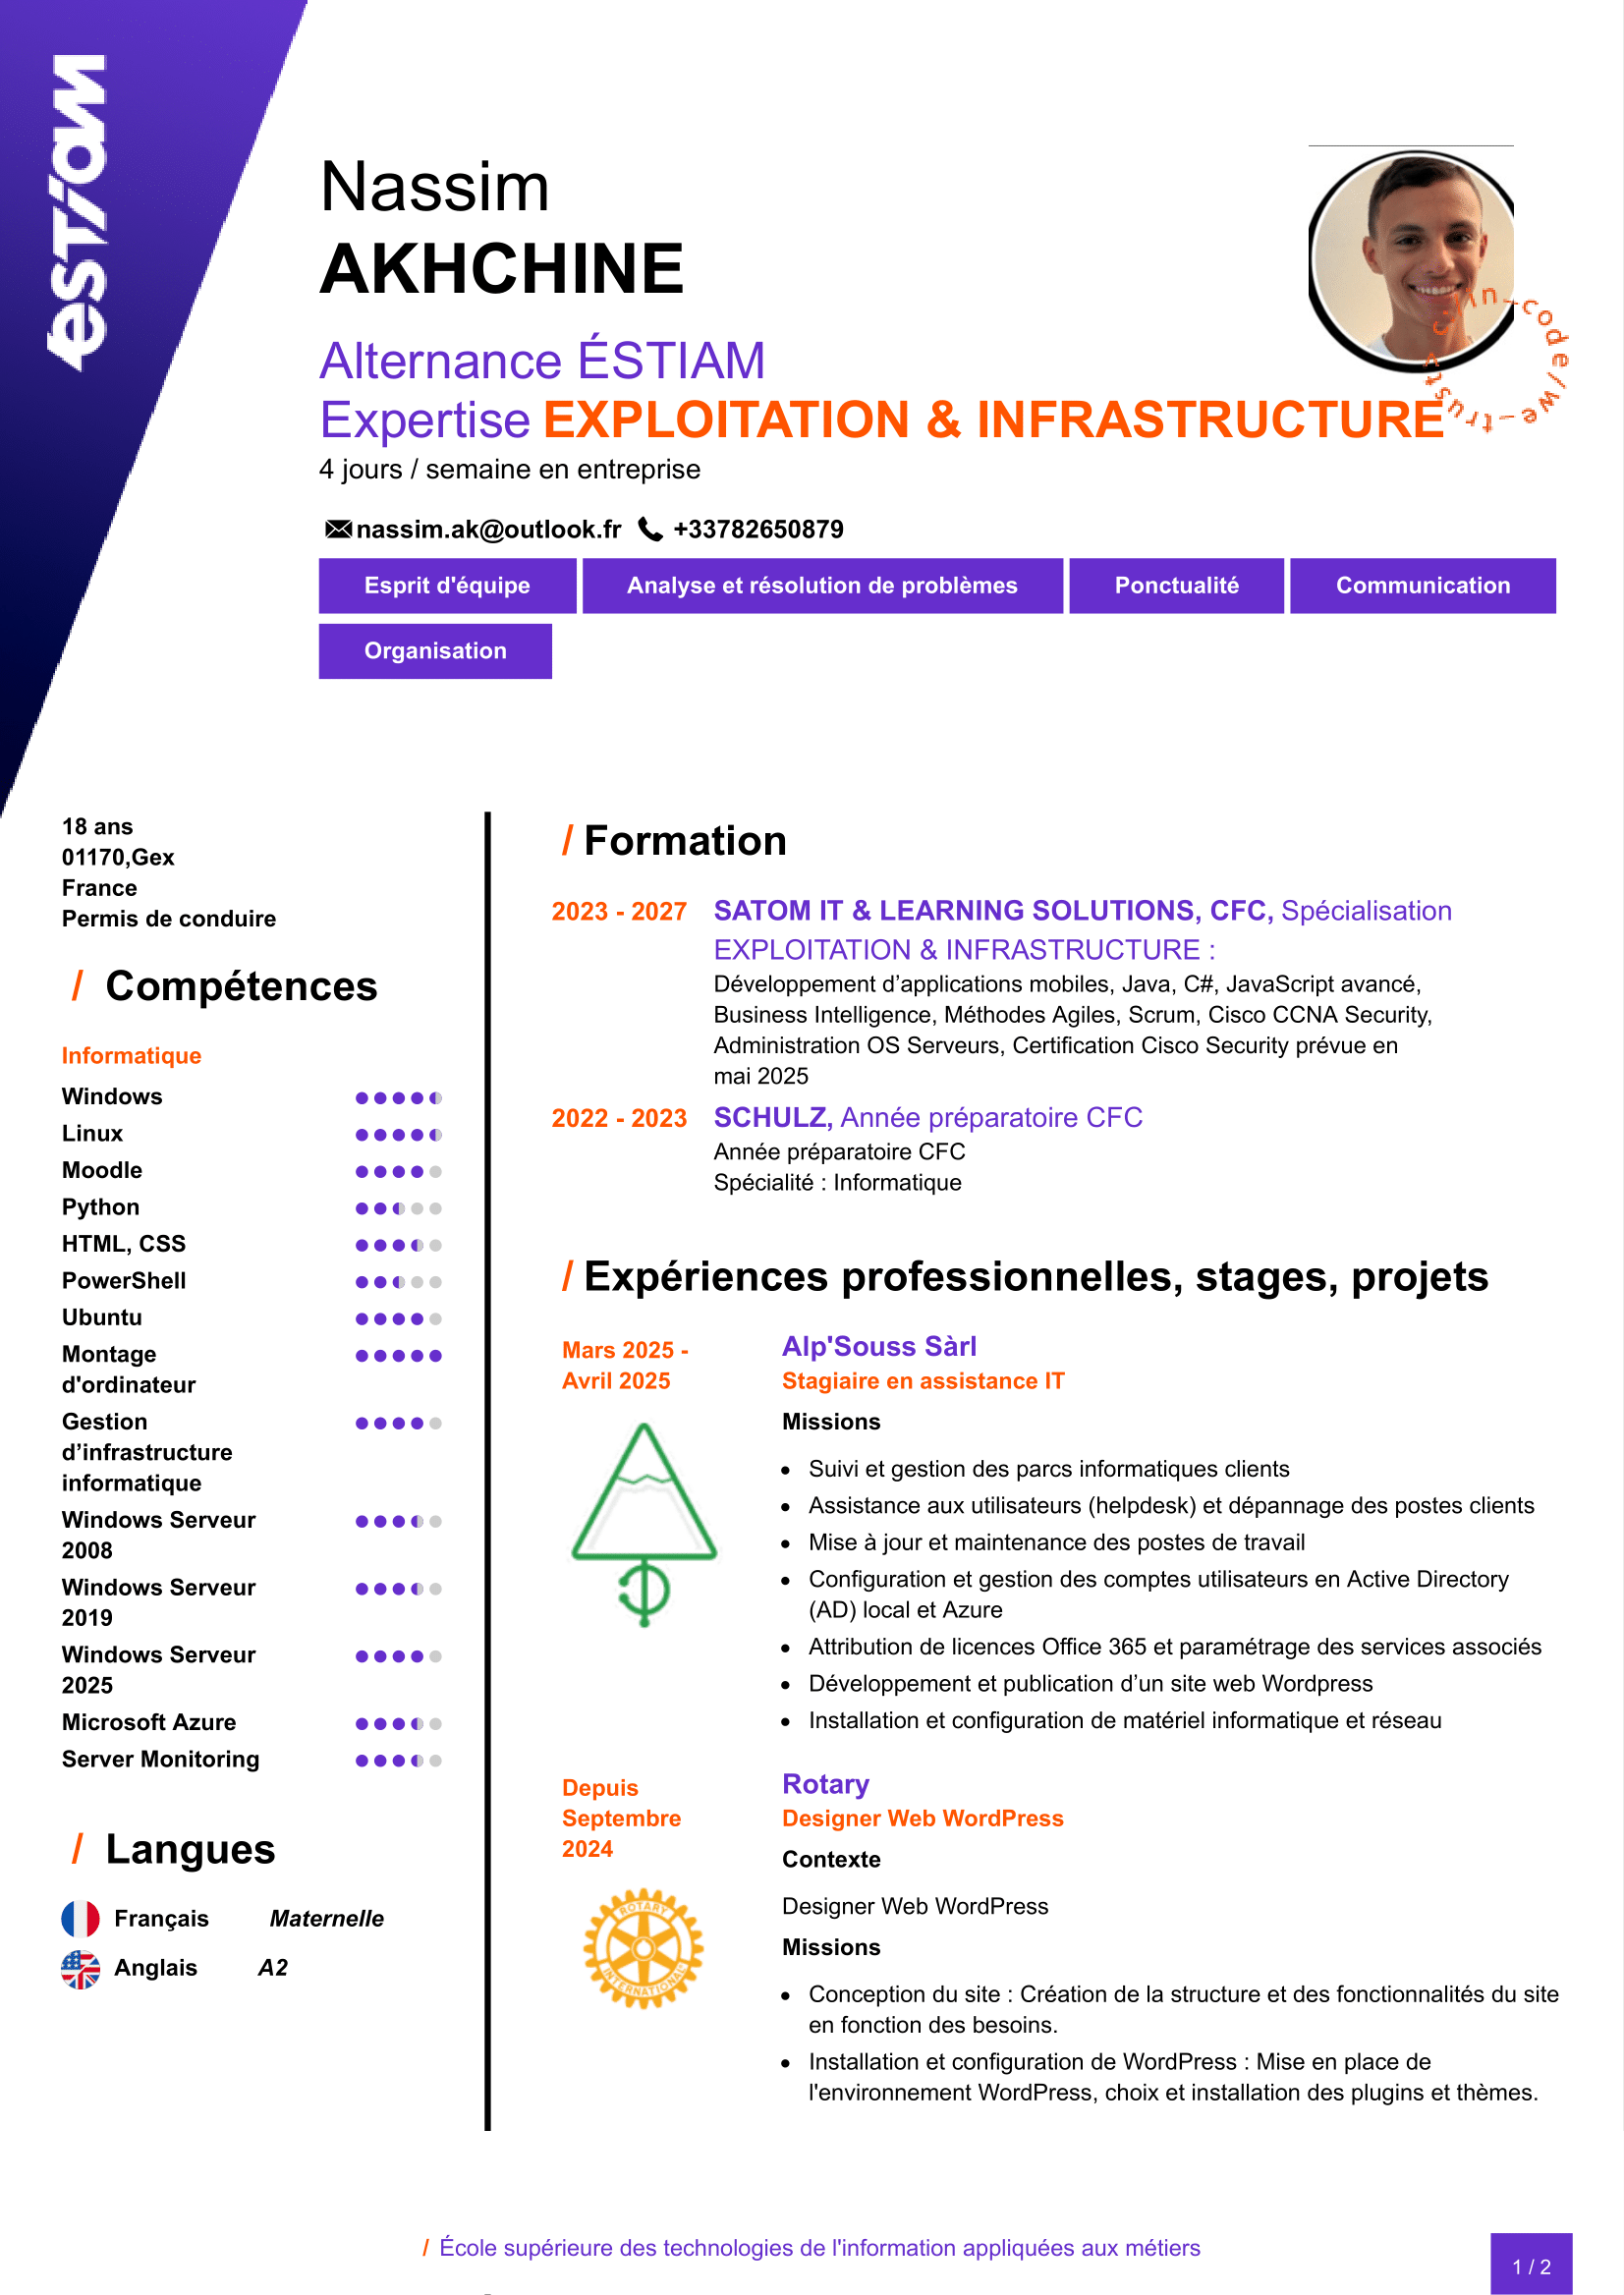 estiam
Nassim
AKHCHINE
Alternance ÉSTIAM
Expertise EXPLOITATION & INFRASTRUCTURE
in-code/we-trust
4 jours / semaine en entreprise
nassim.ak@outlook.fr +33782650879
Esprit d'équipe Analyse et résolution de problèmes Ponctualité Communication
Organisation
18 ans
01170,Gex
France
Permis de conduire
/ Compétences
Informatique
Windows
Linux
Moodle
Python
HTML, CSS
PowerShell
Ubuntu
Montage
d'ordinateur
Gestion
d’infrastructure
informatique
Windows Serveur
2008
Windows Serveur
2019
Windows Serveur
2025
Microsoft Azure
Server Monitoring
/ Langues
Français Maternelle
Anglais A2
/ Formation
2023 - 2027 SATOM IT & LEARNING SOLUTIONS, CFC, Spécialisation
EXPLOITATION & INFRASTRUCTURE :
Développement d’applications mobiles, Java, C#, JavaScript avancé,
Business Intelligence, Méthodes Agiles, Scrum, Cisco CCNA Security,
Administration OS Serveurs, Certification Cisco Security prévue en
mai 2025
2022 - 2023 SCHULZ, Année préparatoire CFC
Année préparatoire CFC
Spécialité : Informatique
/ Expériences professionnelles, stages, projets
Mars 2025 -
Avril 2025
Alp'Souss Sàrl
Stagiaire en assistance IT
Missions
• Suivi et gestion des parcs informatiques clients
• Assistance aux utilisateurs (helpdesk) et dépannage des postes clients
• Mise à jour et maintenance des postes de travail
• Configuration et gestion des comptes utilisateurs en Active Directory
(AD) local et Azure
• Attribution de licences Office 365 et paramétrage des services associés
• Développement et publication d’un site web Wordpress
• Installation et configuration de matériel informatique et réseau
Depuis
Septembre
2024
ROTARY
INTERNATIONAL
Rotary
Designer Web WordPress
Contexte
Designer Web WordPress
Missions
• Conception du site : Création de la structure et des fonctionnalités du site
en fonction des besoins.
• Installation et configuration de WordPress : Mise en place de
l'environnement WordPress, choix et installation des plugins et thèmes.
/ École supérieure des technologies de l'information appliquées aux métiers
1 / 2